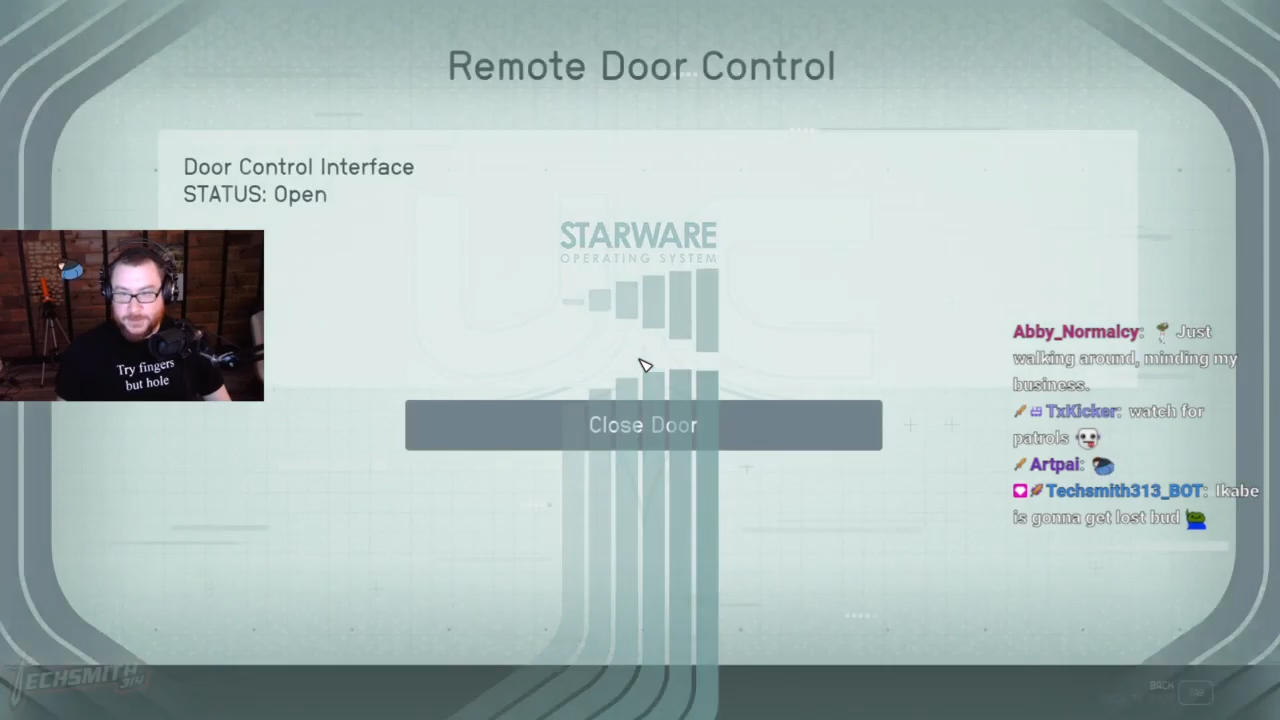 Remote Door Control
Door Control Interface
STATUS: Open
STARWARE
OPERATING SYSTEM
Close Door
Try fingers
but hole
Abby_Normalcy: Just
walking around, minding my
business.
TxKicker: watch for
patrols
Artpai:
Techsmith313_BOT: Ikabe
is gonna get lost bud
TECHSMITH
314
BACK
TAB